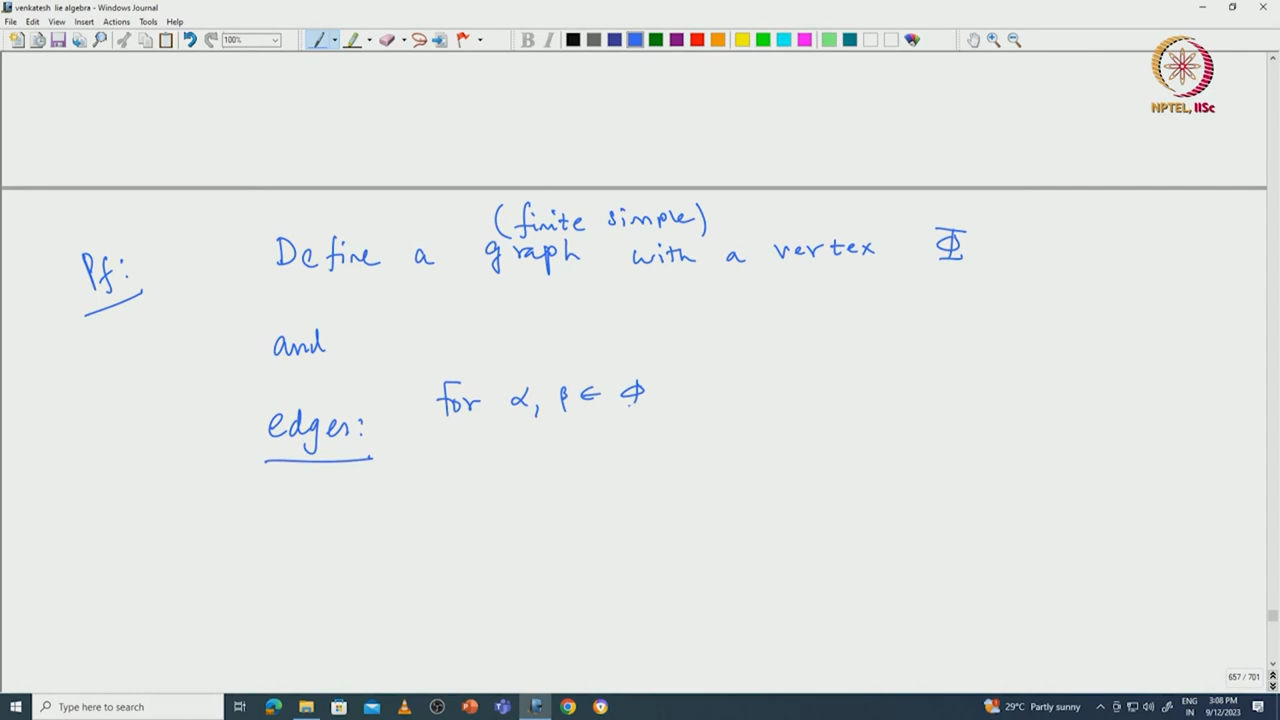 venkatesh lie algebra - Windows Journal
File Edit View Insert Actions Tools Help
100%
B I
NPTEL, IISc
(finite simple)
Pf: Define a graph with a vertex Φ
and
edges: for α, β ∈ Φ
657 / 701
Type here to search
29°C Partly sunny
ENG
IN
3:08 PM
9/12/2023